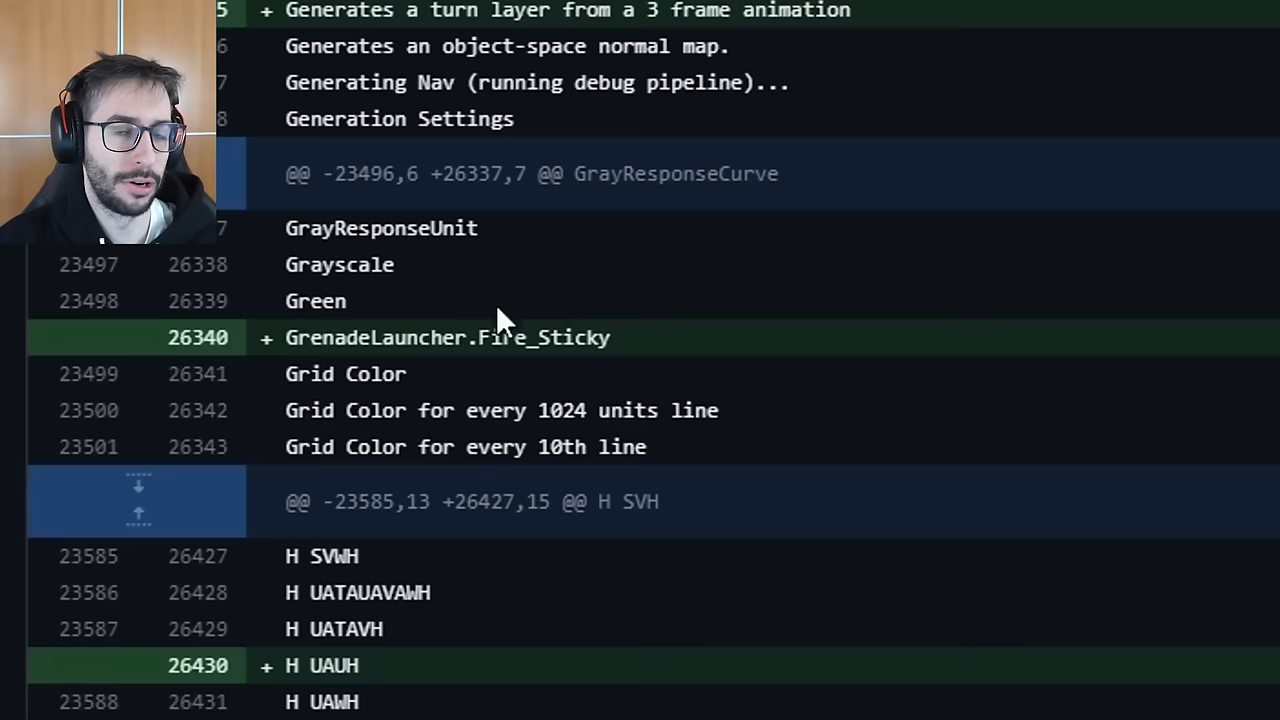 5 + Generates a turn layer from a 3 frame animation
6 Generates an object-space normal map.
7 Generating Nav (running debug pipeline)...
8 Generation Settings
@@ -23496,6 +26337,7 @@ GrayResponseCurve
7 GrayResponseUnit
23497 26338 Grayscale
23498 26339 Green
26340 + GrenadeLauncher.Fire_Sticky
23499 26341 Grid Color
23500 26342 Grid Color for every 1024 units line
23501 26343 Grid Color for every 10th line
@@ -23585,13 +26427,15 @@ H SVH
23585 26427 H SVWH
23586 26428 H UATAUAVAWH
23587 26429 H UATAVH
26430 + H UAUH
23588 26431 H UAWH